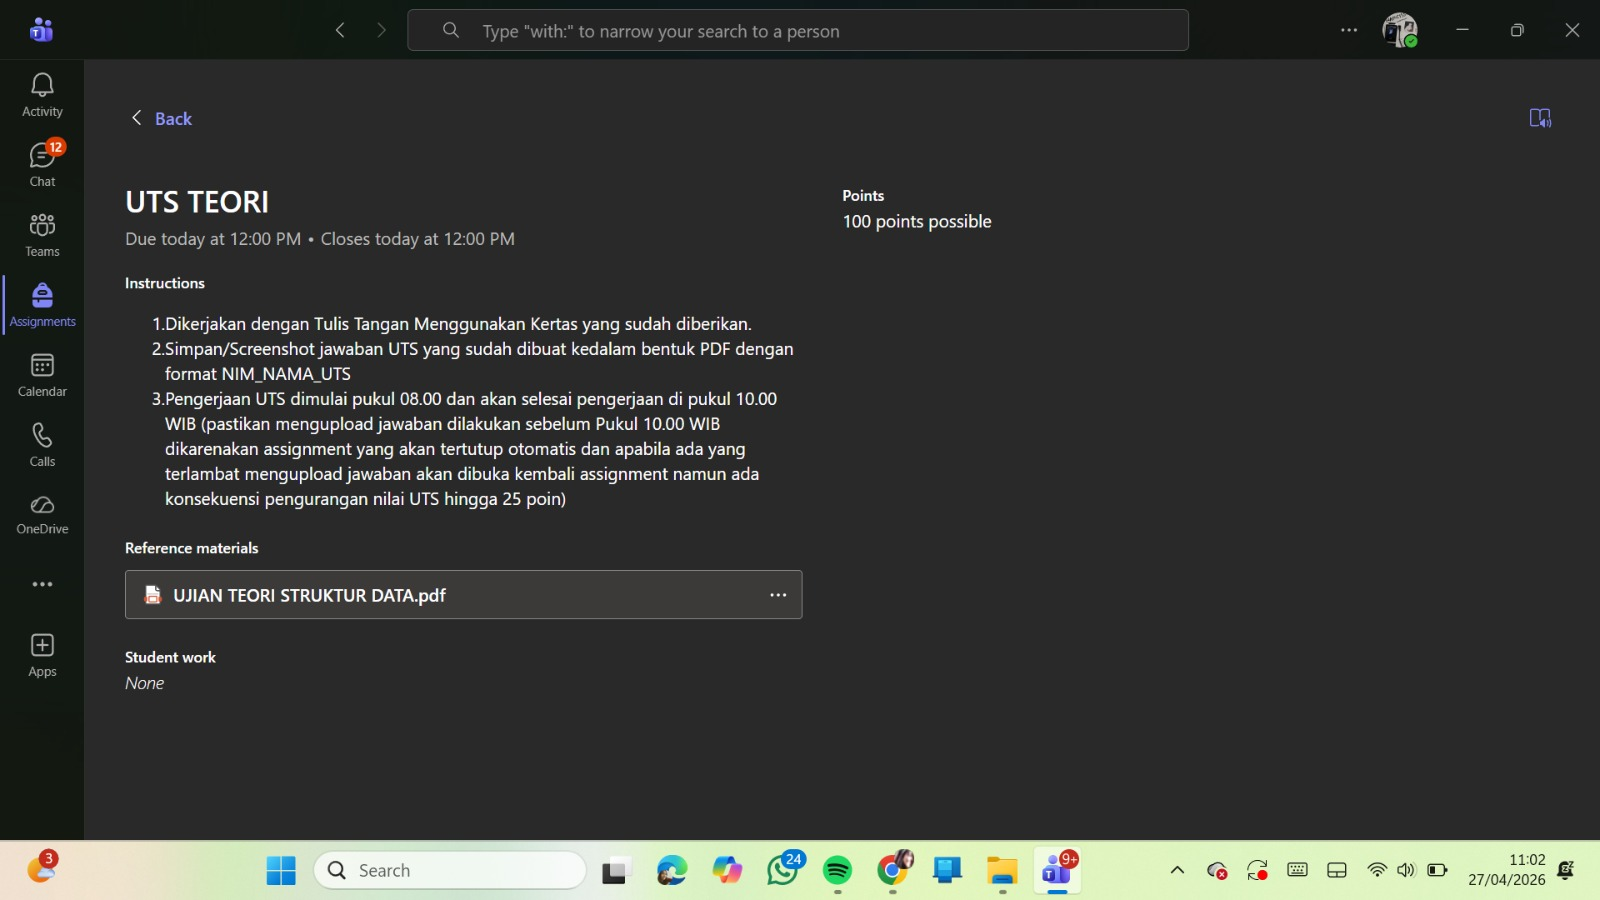 Type "with:" to narrow your search to a person
Activity
12
Chat
Teams
Assignments
Calendar
Calls
OneDrive
Apps
Back
UTS TEORI
Due today at 12:00 PM • Closes today at 12:00 PM
Instructions
1.Dikerjakan dengan Tulis Tangan Menggunakan Kertas yang sudah diberikan.
2.Simpan/Screenshot jawaban UTS yang sudah dibuat kedalam bentuk PDF dengan
format NIM_NAMA_UTS
3.Pengerjaan UTS dimulai pukul 08.00 dan akan selesai pengerjaan di pukul 10.00
WIB (pastikan mengupload jawaban dilakukan sebelum Pukul 10.00 WIB
dikarenakan assignment yang akan tertutup otomatis dan apabila ada yang
terlambat mengupload jawaban akan dibuka kembali assignment namun ada
konsekuensi pengurangan nilai UTS hingga 25 poin)
Reference materials
UJIAN TEORI STRUKTUR DATA.pdf
Student work
None
Points
100 points possible
3
Search
24
9+
11:02
27/04/2026